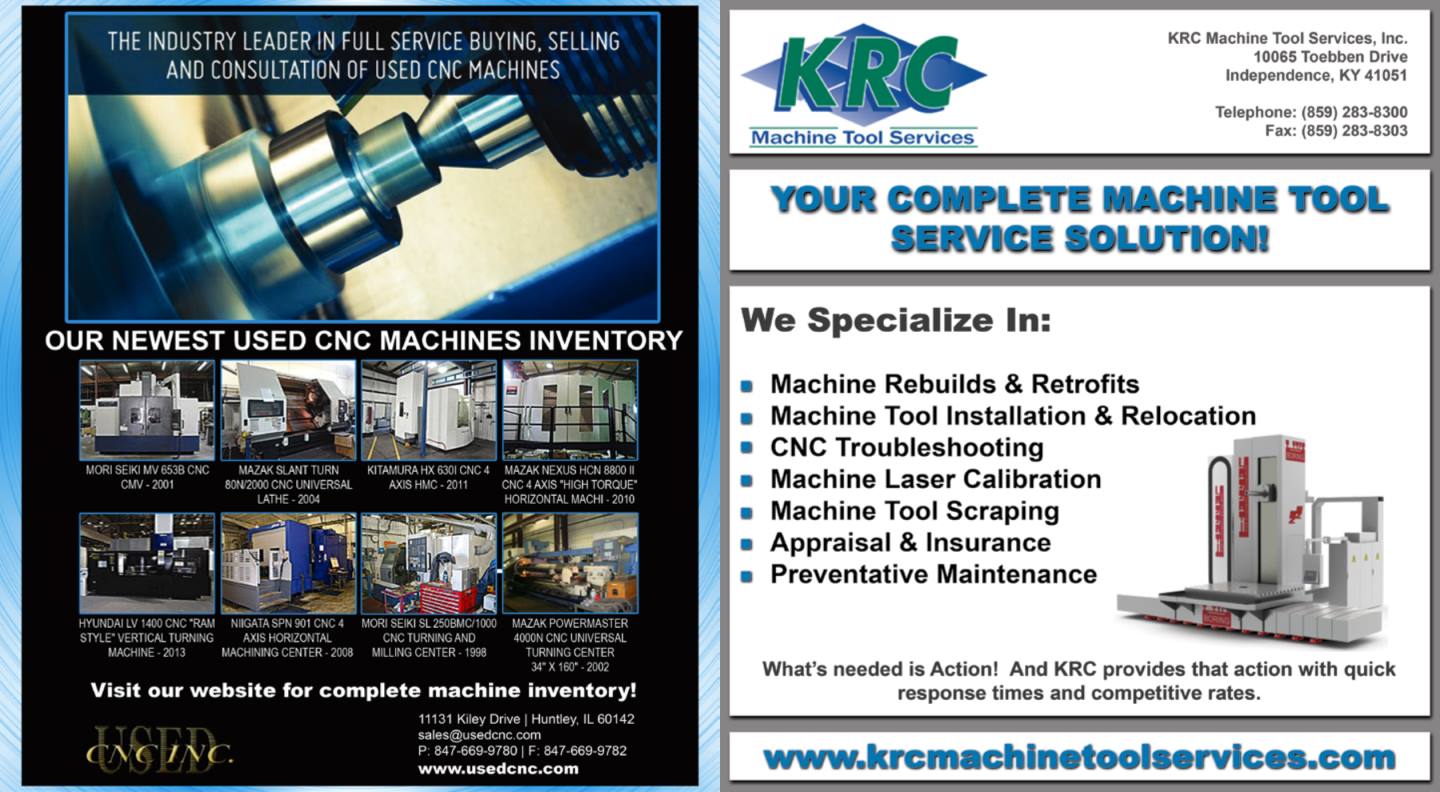 THE INDUSTRY LEADER IN FULL SERVICE BUYING, SELLING
AND CONSULTATION OF USED CNC MACHINES
OUR NEWEST USED CNC MACHINES INVENTORY
MORI SEIKI MV 653B CNC
CMV - 2001
MAZAK SLANT TURN
80N/2000 CNC UNIVERSAL
LATHE - 2004
KITAMURA HX 630I CNC 4
AXIS HMC - 2011
MAZAK NEXUS HCN 8800 II
CNC 4 AXIS "HIGH TORQUE"
HORIZONTAL MACHI - 2010
HYUNDAI LV 1400 CNC "RAM
STYLE" VERTICAL TURNING
MACHINE - 2013
NIIGATA SPN 901 CNC 4
AXIS HORIZONTAL
MACHINING CENTER - 2008
MORI SEIKI SL 250BMC/1000
CNC TURNING AND
MILLING CENTER - 1998
MAZAK POWERMASTER
4000N CNC UNIVERSAL
TURNING CENTER
34" X 160" - 2002
Visit our website for complete machine inventory!
USED
CNC INC.
11131 Kiley Drive | Huntley, IL 60142
sales@usedcnc.com
P: 847-669-9780 | F: 847-669-9782
www.usedcnc.com
KRC
Machine Tool Services
KRC Machine Tool Services, Inc.
10065 Toebben Drive
Independence, KY 41051
Telephone: (859) 283-8300
Fax: (859) 283-8303
YOUR COMPLETE MACHINE TOOL
SERVICE SOLUTION!
We Specialize In:
Machine Rebuilds & Retrofits
Machine Tool Installation & Relocation
CNC Troubleshooting
Machine Laser Calibration
Machine Tool Scraping
Appraisal & Insurance
Preventative Maintenance
BORING
What's needed is Action!  And KRC provides that action with quick
response times and competitive rates.
www.krcmachinetoolservices.com